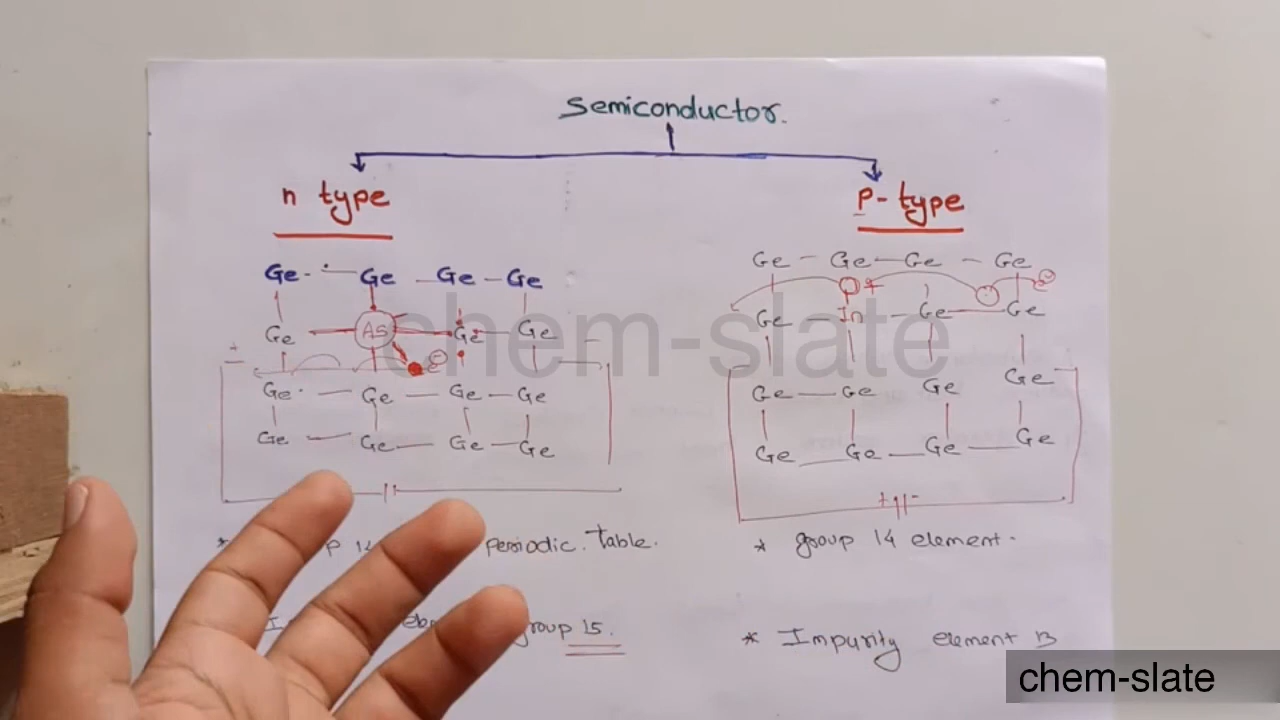 Semiconductor.
n type
P-type
Ge Ge Ge Ge
Ge AS Ge Ge
Ge Ge Ge Ge
Ge Ge Ge Ge
Ge Ge Ge Ge
Ge In Ge Ge
Ge Ge Ge Ge
Ge Ge Ge Ge
+ -
* periodic. Table.
group 15.
* group 14 element.
* Impurity element 13
chem-slate
chem-slate